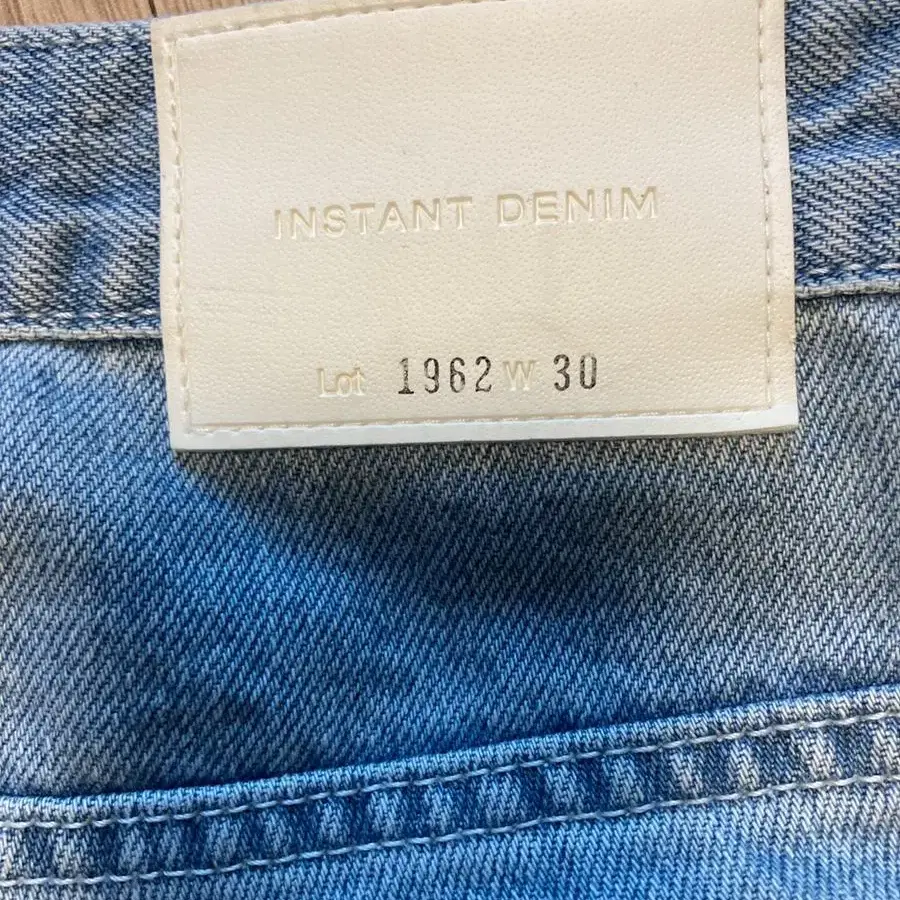 INSTANT DENIM
Lot 1962 W 30